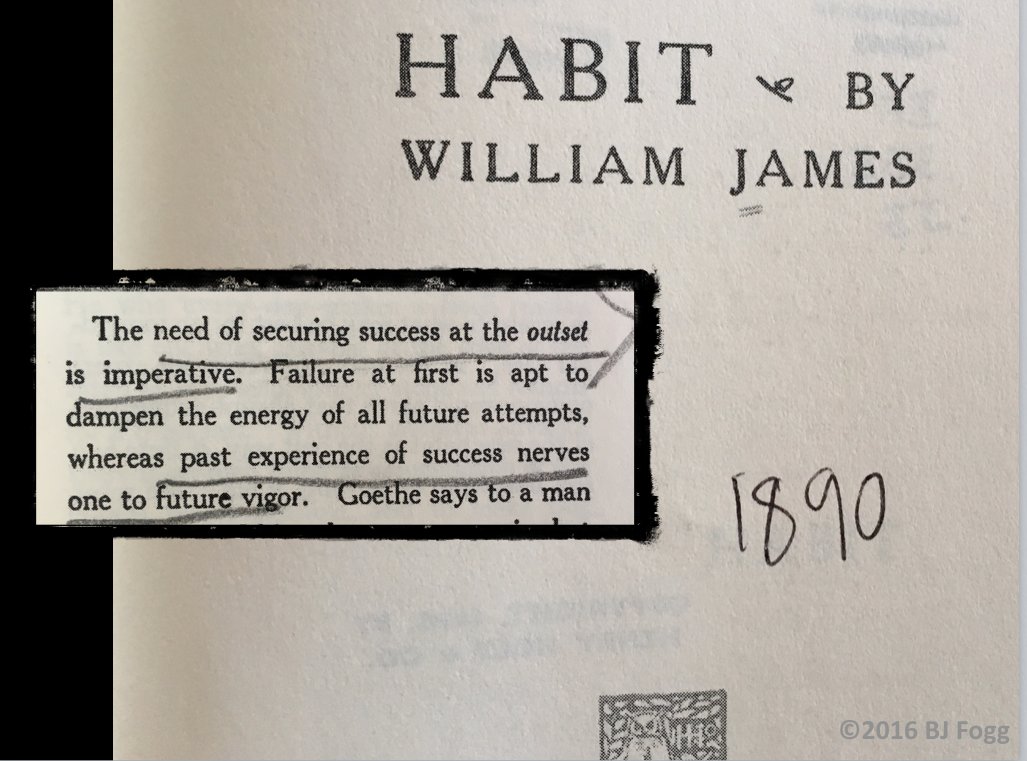 HABIT BY
WILLIAM JAMES
The need of securing success at the outset
is imperative. Failure at first is apt to
dampen the energy of all future attempts,
whereas past experience of success nerves
one to future vigor. Goethe says to a man
1890
©2016 BJ Fogg